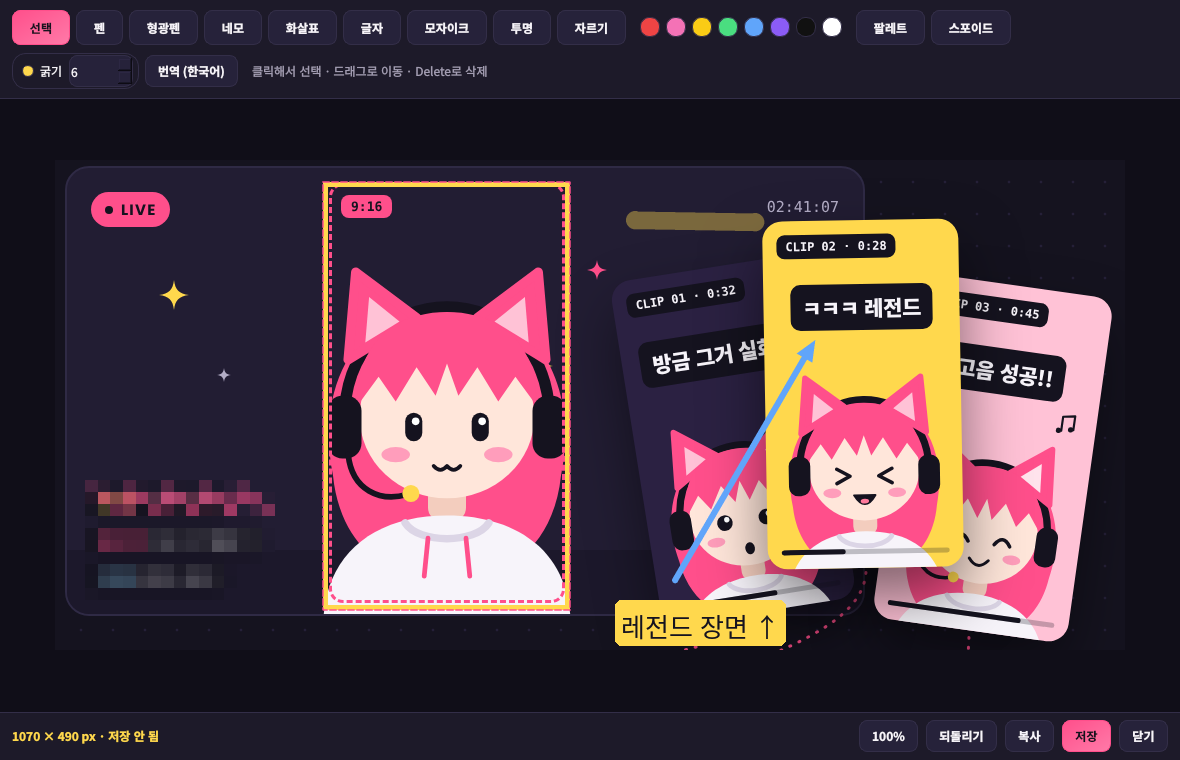 선택 펜 형광펜 네모 화살표 글자 모자이크 투명 자르기 팔레트 스포이드
굵기 6 번역 (한국어) 클릭해서 선택 · 드래그로 이동 · Delete로 삭제
LIVE
9:16
02:41:07
CLIP 01 · 0:32
방금 그거
CLIP 02 · 0:28
ㅋㅋㅋ 레전드
03 · 0:45
고음 성공!!
레전드 장면 ↑
1070 × 490 px · 저장 안 됨
100% 되돌리기 복사 저장 닫기